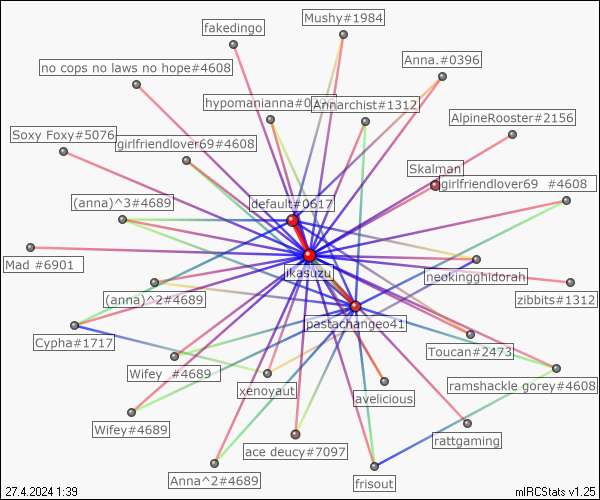 Mushy#1984
fakedingo
Anna.#0396
no cops no laws no hope#4608
Annarchist#1312
AlpineRooster#2156
Soxy Foxy#5076
girlfriendlover69#4608
Skalman
girlfriendlover69 #4608
(anna)^3#4689
default#0617
Mad #6901
ikasuzu
neokingghidorah
(anna)^2#4689
zibbits#1312
pastachangeo41
Cypha#1717
Toucan#2473
Wifey #4689
xenoyaut
ramshackle gorey#4608
avelicious
Wifey#4689
rattgaming
ace deucy#7097
Anna^2#4689
frisout
27.4.2024 1:39
mIRCStats v1.25